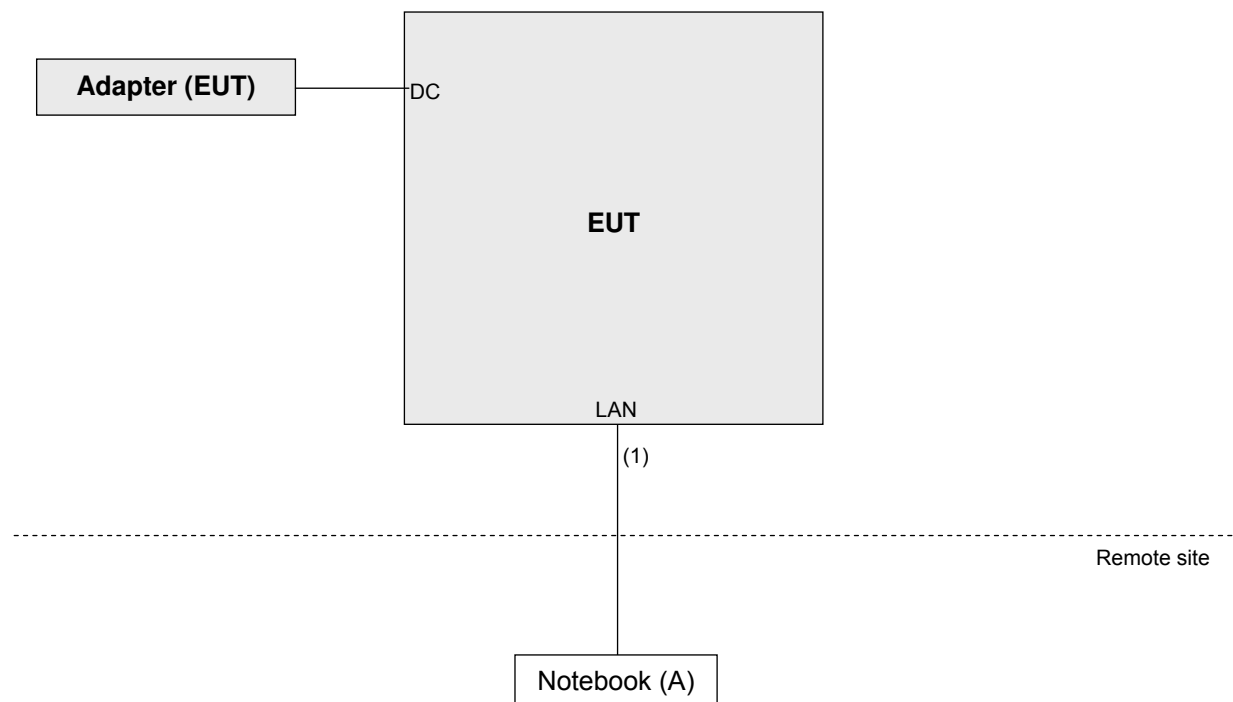 Adapter (EUT)
DC
EUT
LAN
(1)
Remote site
Notebook (A)